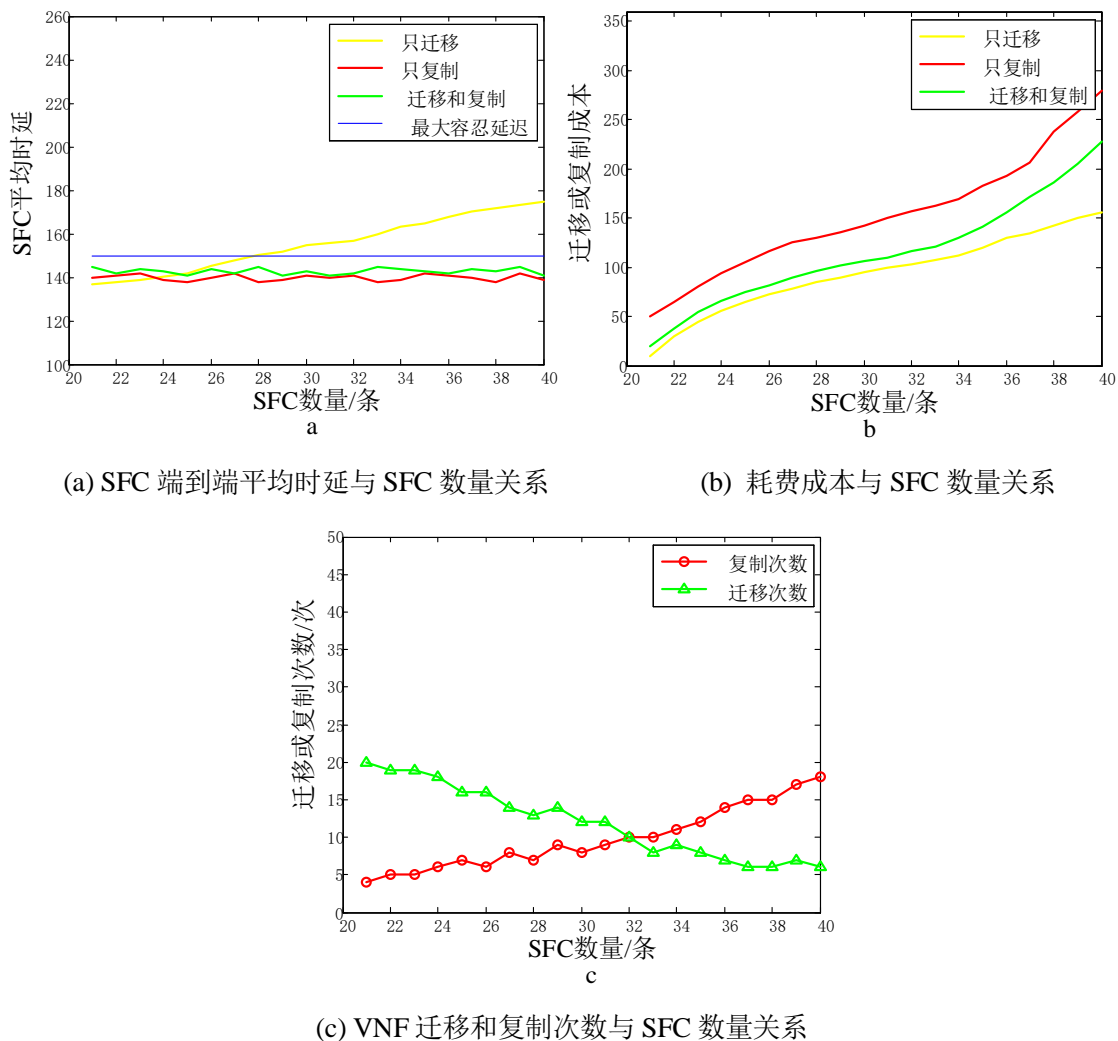 260
240
220
200
180
160
140
120
100
20 22 24 26 28 30 32 34 36 38 40
SFC平均时延
SFC数量/条
只迁移
只复制
迁移和复制
最大容忍延迟
a
350
300
250
200
150
100
50
0
20 22 24 26 28 30 32 34 36 38 40
迁移或复制成本
SFC数量/条
只迁移
只复制
迁移和复制
b
(a) SFC 端到端平均时延与 SFC 数量关系
(b) 耗费成本与 SFC 数量关系
50
45
40
35
30
25
20
15
10
5
0
20 22 24 26 28 30 32 34 36 38 40
迁移或复制次数/次
SFC数量/条
复制次数
迁移次数
c
(c) VNF 迁移和复制次数与 SFC 数量关系